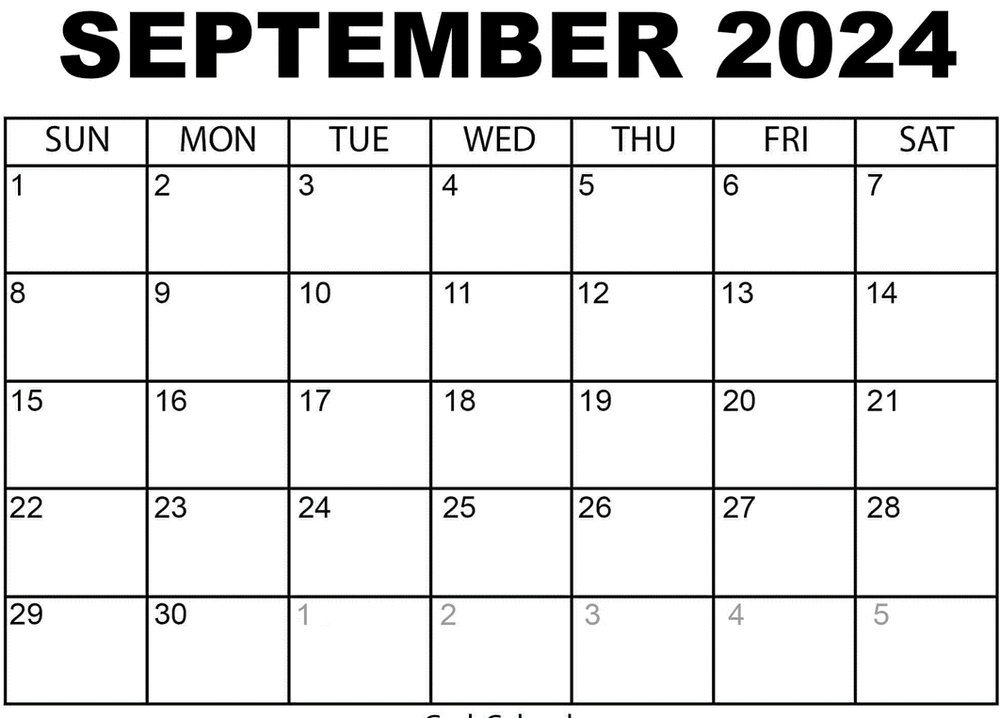 SEPTEMBER 2024
SUN MON TUE WED THU FRI SAT
1 2 3 4 5 6 7
8 9 10 11 12 13 14
15 16 17 18 19 20 21
22 23 24 25 26 27 28
29 30 1 2 3 4 5